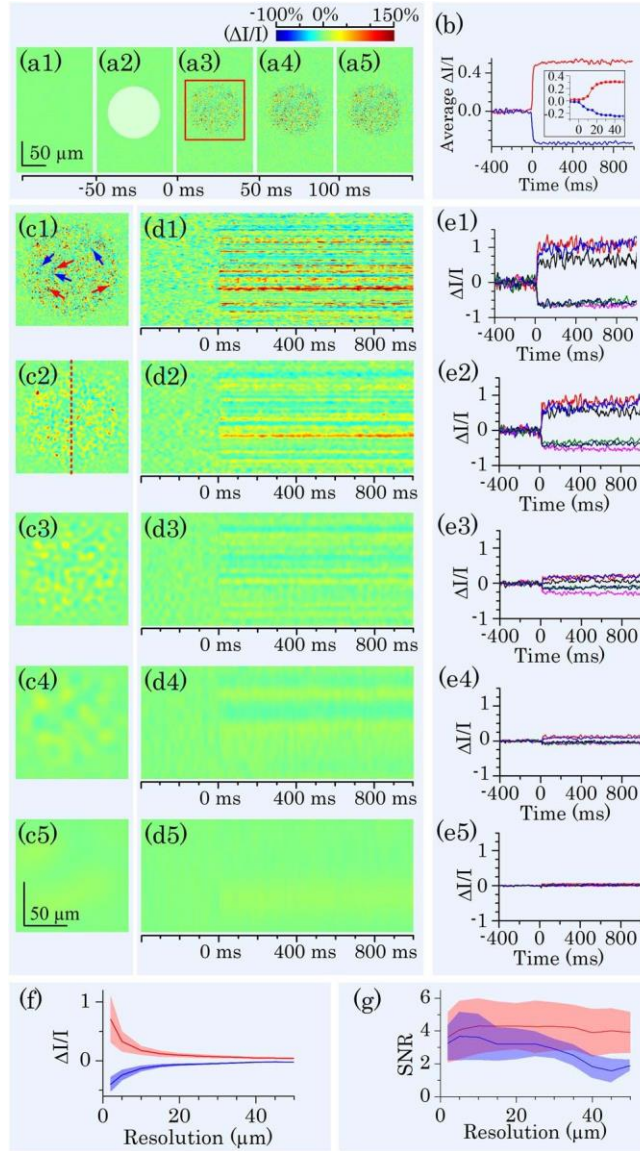 -100% 0% 150%
(ΔI/I)
(a1) (a2) (a3) (a4) (a5)
50 µm
-50 ms 0 ms 50 ms 100 ms
(b)
Average ΔI/I
0.4
0.0
0.2
0.0
-0.2
0 20 40
-400 0 400 800
Time (ms)
(c1) (d1)
0 ms 400 ms 800 ms
(e1)
ΔI/I
1
0
-1
-400 0 400 800
Time (ms)
(c2) (d2)
0 ms 400 ms 800 ms
(e2)
ΔI/I
1
0
-1
-400 0 400 800
Time (ms)
(c3) (d3)
0 ms 400 ms 800 ms
(e3)
ΔI/I
1
0
-1
-400 0 400 800
Time (ms)
(c4) (d4)
0 ms 400 ms 800 ms
(e4)
ΔI/I
1
0
-1
-400 0 400 800
Time (ms)
(c5) (d5)
50 µm
0 ms 400 ms 800 ms
(e5)
ΔI/I
1
0
-1
-400 0 400 800
Time (ms)
(f)
ΔI/I
1
0
0 20 40
Resolution (µm)
(g)
SNR
6
4
2
0
0 20 40
Resolution (µm)